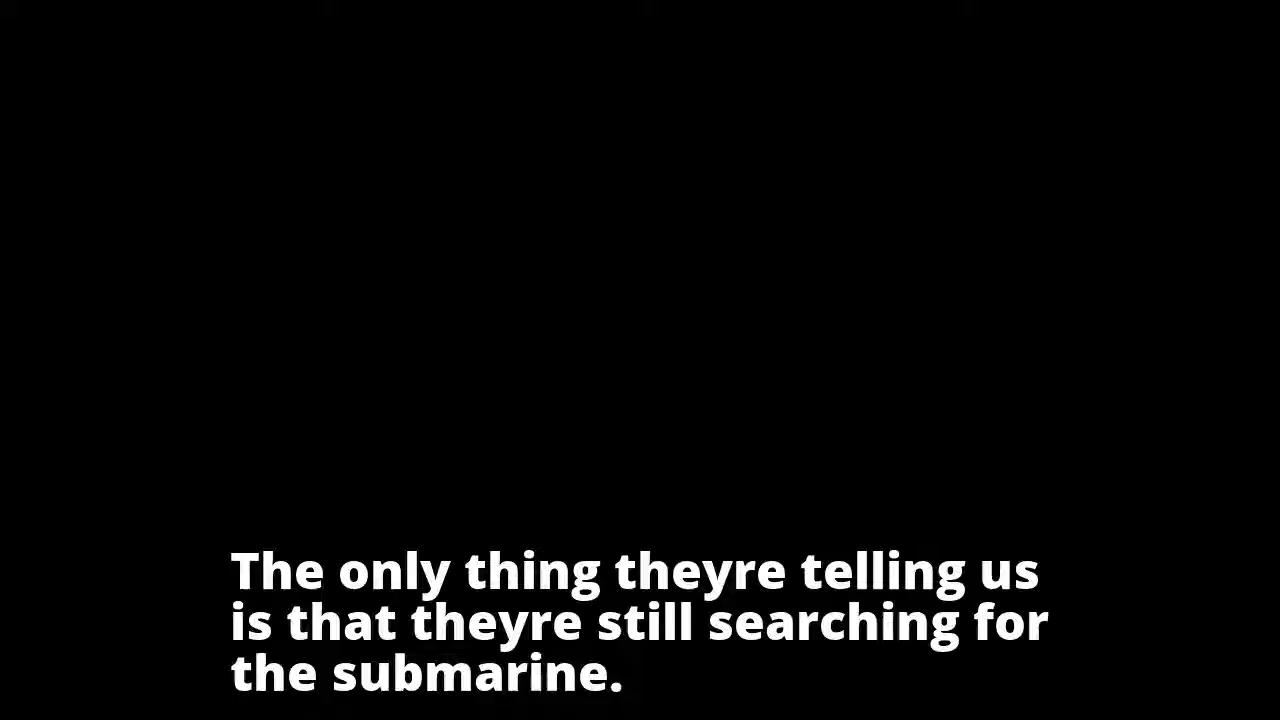 The only thing theyre telling us
is that theyre still searching for
the submarine.